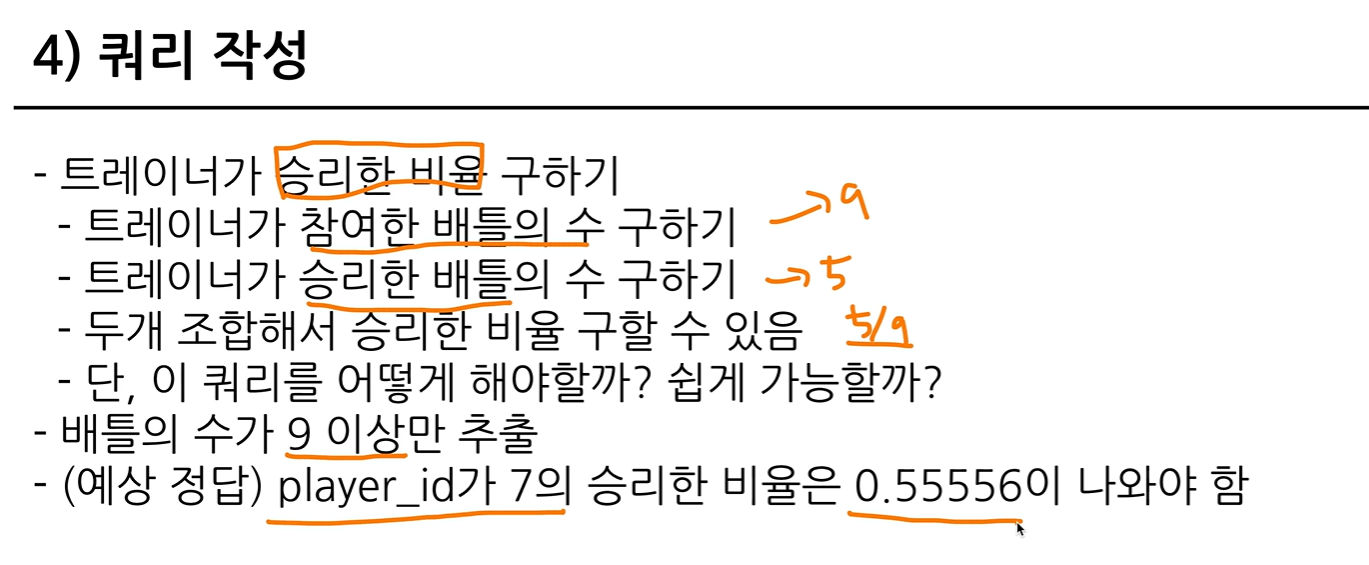 4) 쿼리 작성
- 트레이너가 승리한 비율 구하기
- 트레이너가 참여한 배틀의 수 구하기 → 9
- 트레이너가 승리한 배틀의 수 구하기 → 5
- 두개 조합해서 승리한 비율 구할 수 있음 5/9
- 단, 이 쿼리를 어떻게 해야할까? 쉽게 가능할까?
- 배틀의 수가 9 이상만 추출
- (예상 정답) player_id가 7의 승리한 비율은 0.55556이 나와야 함